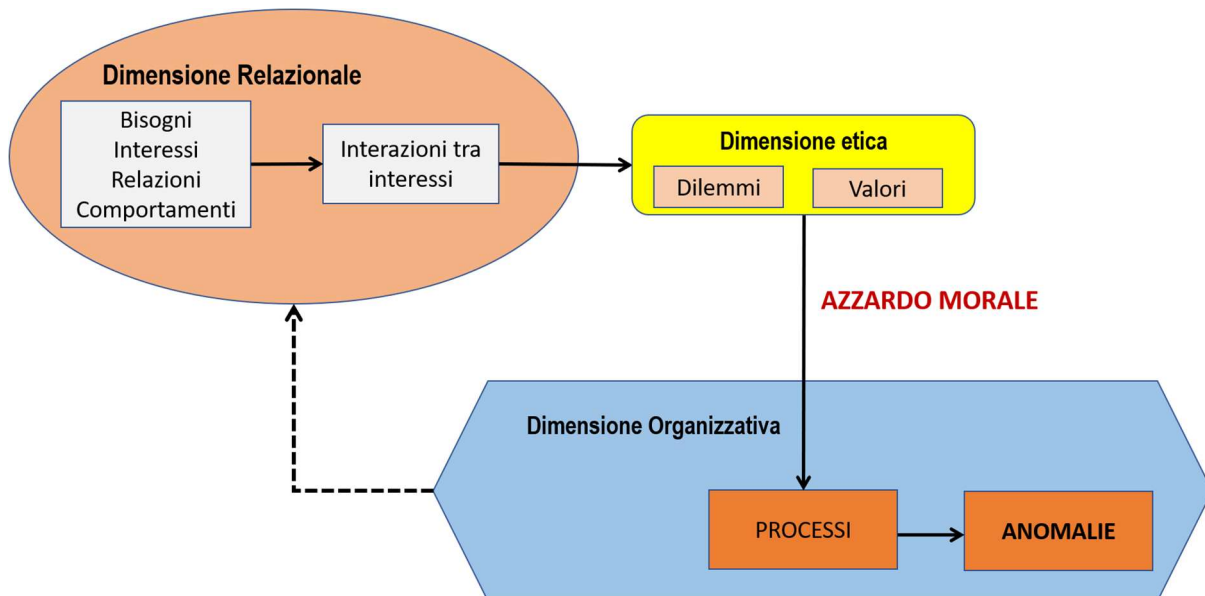 Dimensione Relazionale
Bisogni
Interessi
Relazioni
Comportamenti
Interazioni tra
interessi
Dimensione etica
Dilemmi
Valori
AZZARDO MORALE
Dimensione Organizzativa
PROCESSI
ANOMALIE